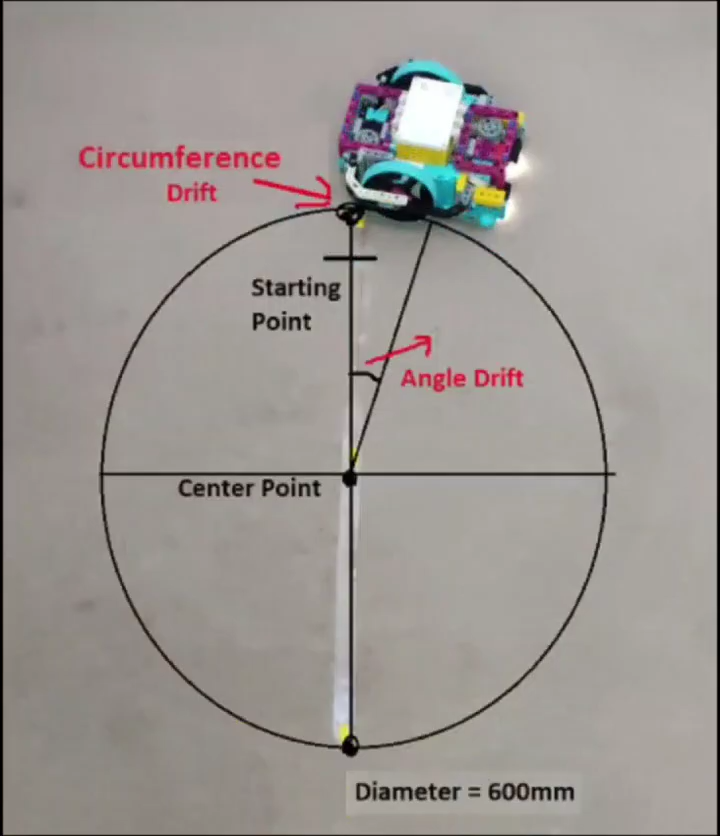 Circumference
Drift
Starting
Point
Angle Drift
Center Point
Diameter = 600mm